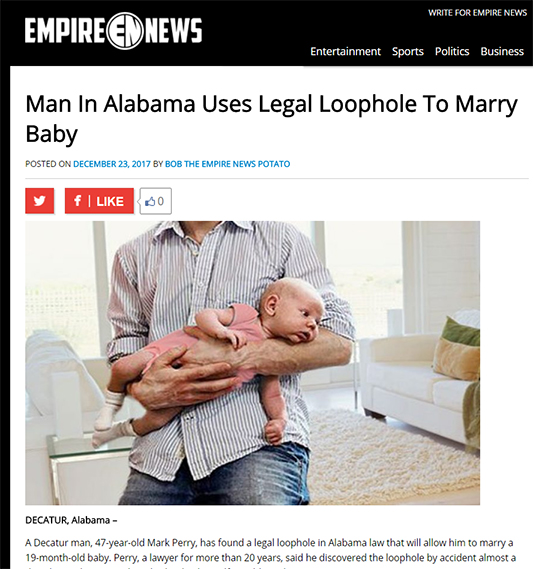 WRITE FOR EMPIRE NEWS
EMPIRE EN NEWS
Entertainment Sports Politics Business
Man In Alabama Uses Legal Loophole To Marry
Baby
POSTED ON DECEMBER 23, 2017 BY BOB THE EMPIRE NEWS POTATO
f | LIKE 0
DECATUR, Alabama –
A Decatur man, 47-year-old Mark Perry, has found a legal loophole in Alabama law that will allow him to marry a
19-month-old baby. Perry, a lawyer for more than 20 years, said he discovered the loophole by accident almost a